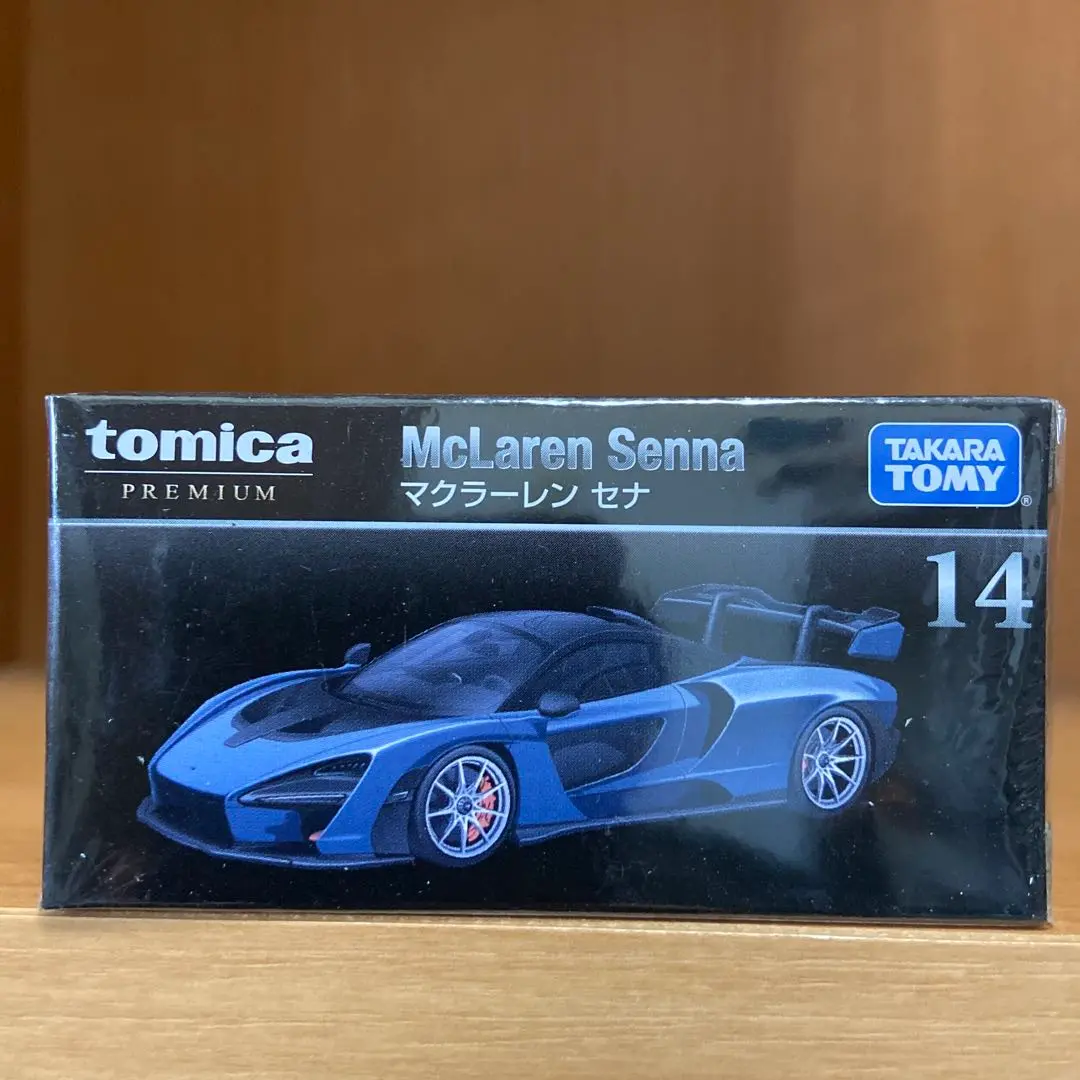 tomica
PREMIUM
McLaren Senna
マクラーレン セナ
TAKARA
TOMY
®
14